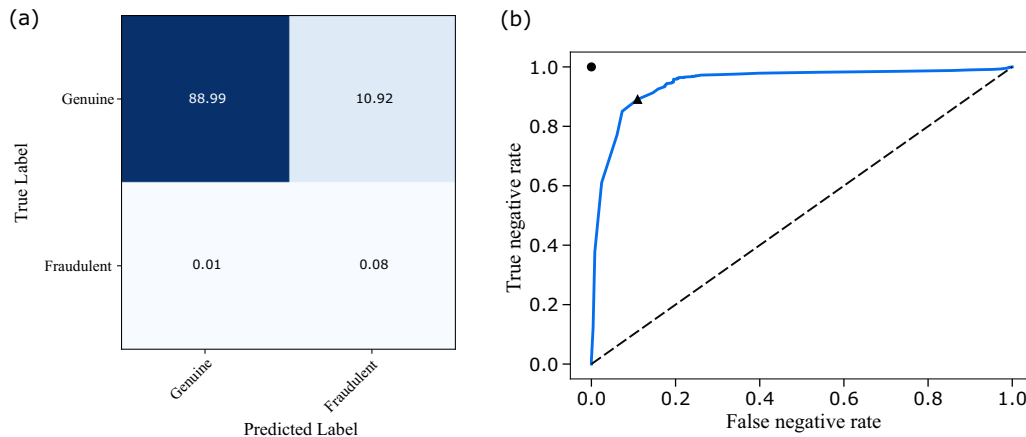 (a)
Genuine
88.99
10.92
Fraudulent
0.01
0.08
True Label
Genuine
Fraudulent
Predicted Label
(b)
1.0
0.8
0.6
0.4
0.2
0.0
True negative rate
0.0
0.2
0.4
0.6
0.8
1.0
False negative rate